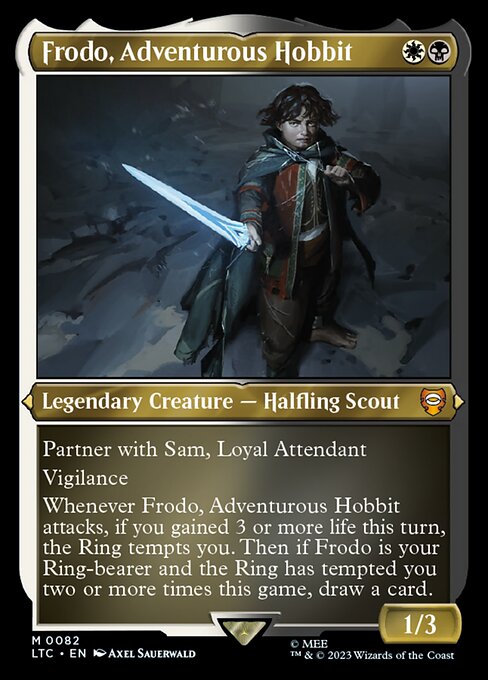 Frodo, Adventurous Hobbit
Legendary Creature — Halfling Scout
Partner with Sam, Loyal Attendant
Vigilance
Whenever Frodo, Adventurous Hobbit
attacks, if you gained 3 or more life this turn,
the Ring tempts you. Then if Frodo is your
Ring-bearer and the Ring has tempted you
two or more times this game, draw a card.
1/3
M 0082
LTC • EN Axel Sauerwald
© MEE
™ & © 2023 Wizards of the Coast